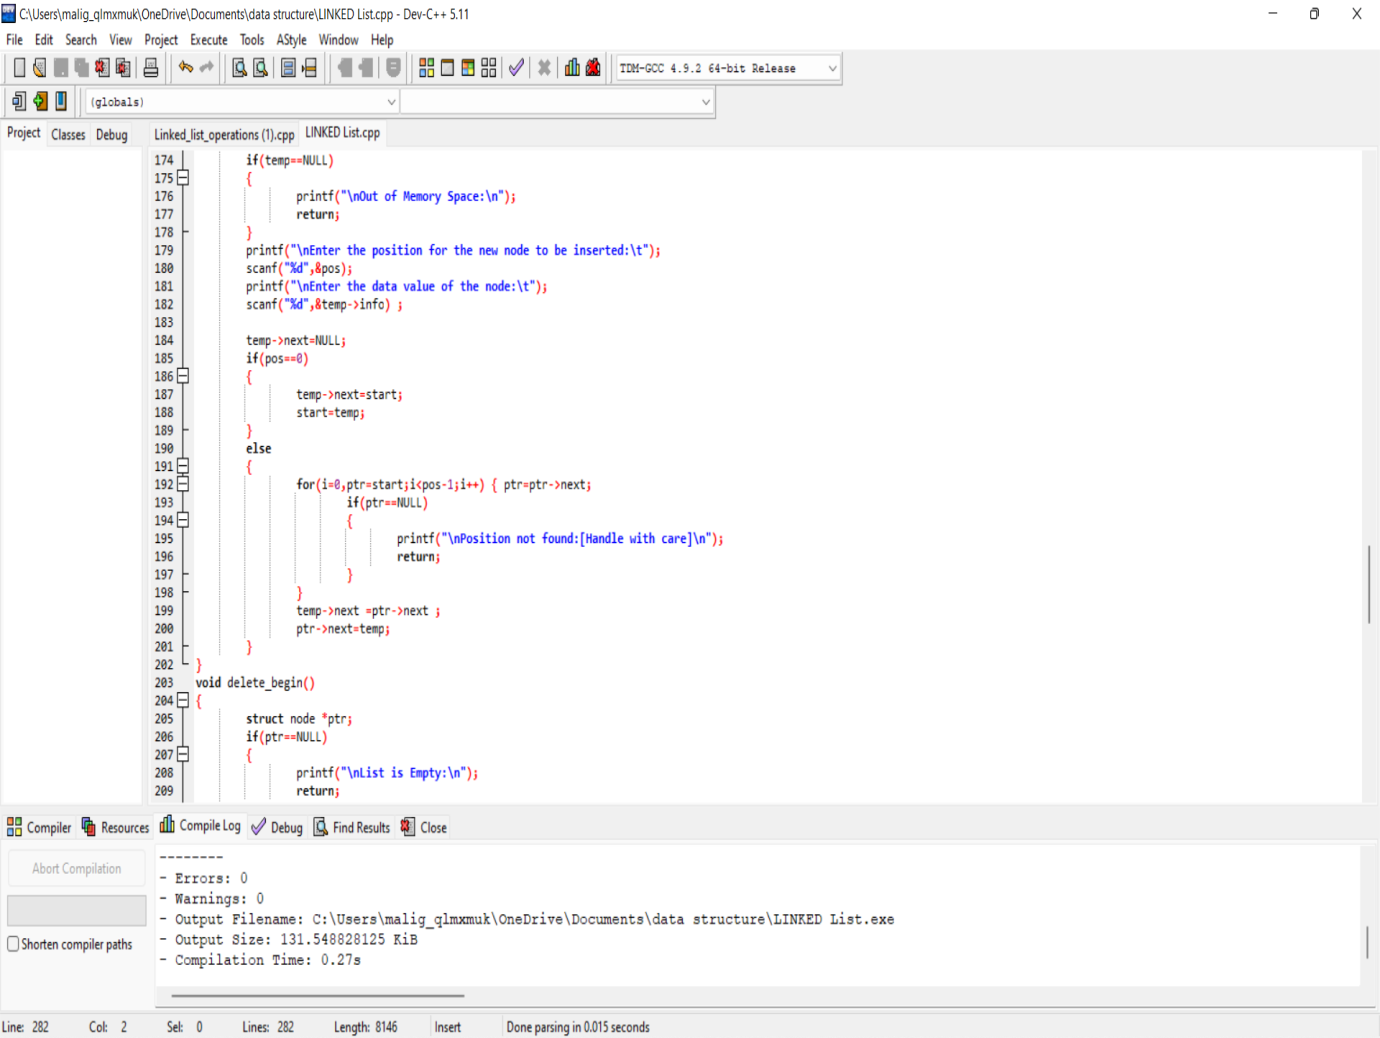 C:\Users\malig_qlmxmuk\OneDrive\Documents\data structure\LINKED List.cpp - Dev-C++ 5.11
File Edit Search View Project Execute Tools AStyle Window Help
TDM-GCC 4.9.2 64-bit Release
(globals)
Project Classes Debug Linked_list_operations (1).cpp LINKED List.cpp
174 if(temp==NULL)
175 {
176 printf("\nOut of Memory Space:\n");
177 return;
178 }
179 printf("\nEnter the position for the new node to be inserted:\t");
180 scanf("%d",&pos);
181 printf("\nEnter the data value of the node:\t");
182 scanf("%d",&temp->info) ;
183
184 temp->next=NULL;
185 if(pos==0)
186 {
187 temp->next=start;
188 start=temp;
189 }
190 else
191 {
192 for(i=0,ptr=start;i<pos-1;i++) { ptr=ptr->next;
193 if(ptr==NULL)
194 {
195 printf("\nPosition not found:[Handle with care]\n");
196 return;
197 }
198 }
199 temp->next =ptr->next ;
200 ptr->next=temp;
201 }
202 }
203 void delete_begin()
204 {
205 struct node *ptr;
206 if(ptr==NULL)
207 {
208 printf("\nList is Empty:\n");
209 return;
Compiler Resources Compile Log Debug Find Results Close
Abort Compilation
Shorten compiler paths
--------
- Errors: 0
- Warnings: 0
- Output Filename: C:\Users\malig_qlmxmuk\OneDrive\Documents\data structure\LINKED List.exe
- Output Size: 131.548828125 KiB
- Compilation Time: 0.27s
Line: 282 Col: 2 Sel: 0 Lines: 282 Length: 8146 Insert Done parsing in 0.015 seconds